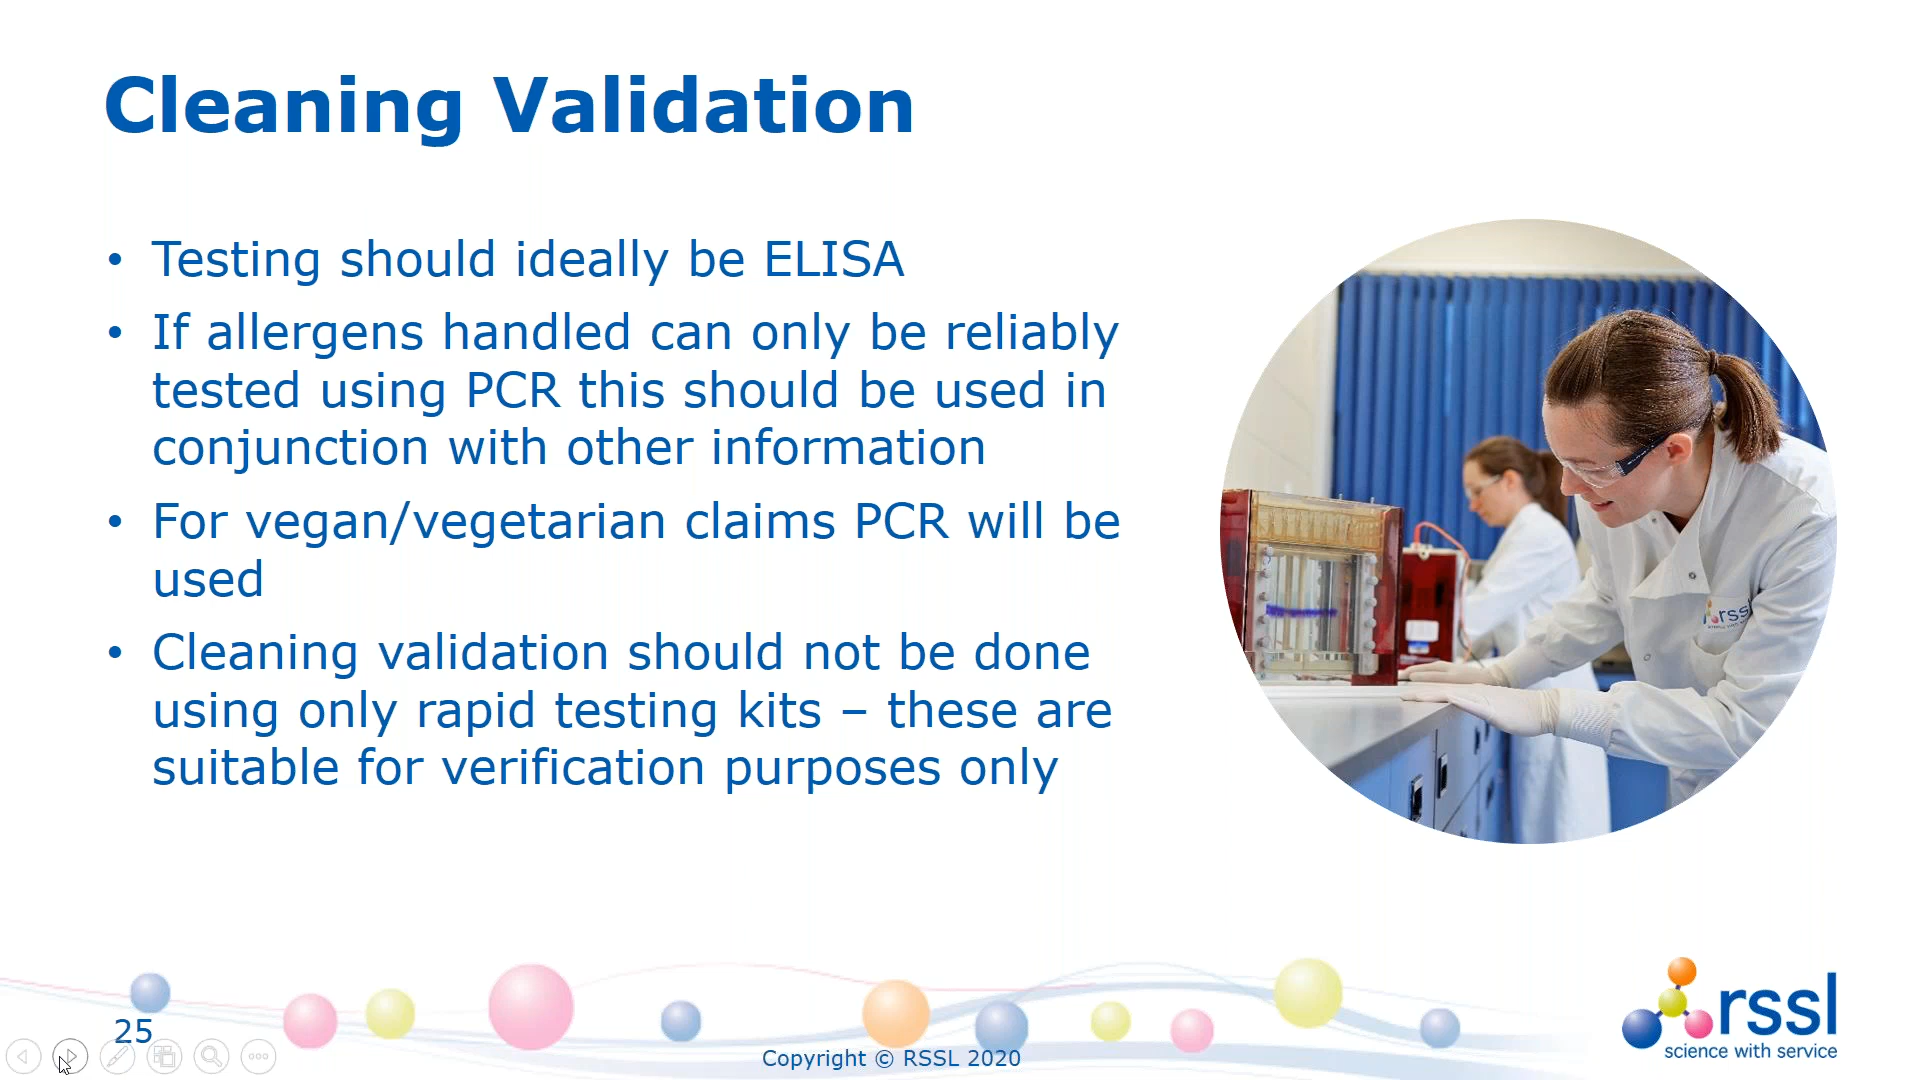 Cleaning Validation
• Testing should ideally be ELISA
• If allergens handled can only be reliably
tested using PCR this should be used in
conjunction with other information
• For vegan/vegetarian claims PCR will be
used
• Cleaning validation should not be done
using only rapid testing kits – these are
suitable for verification purposes only
rssl
25
Copyright © RSSL 2020
rssl
science with service